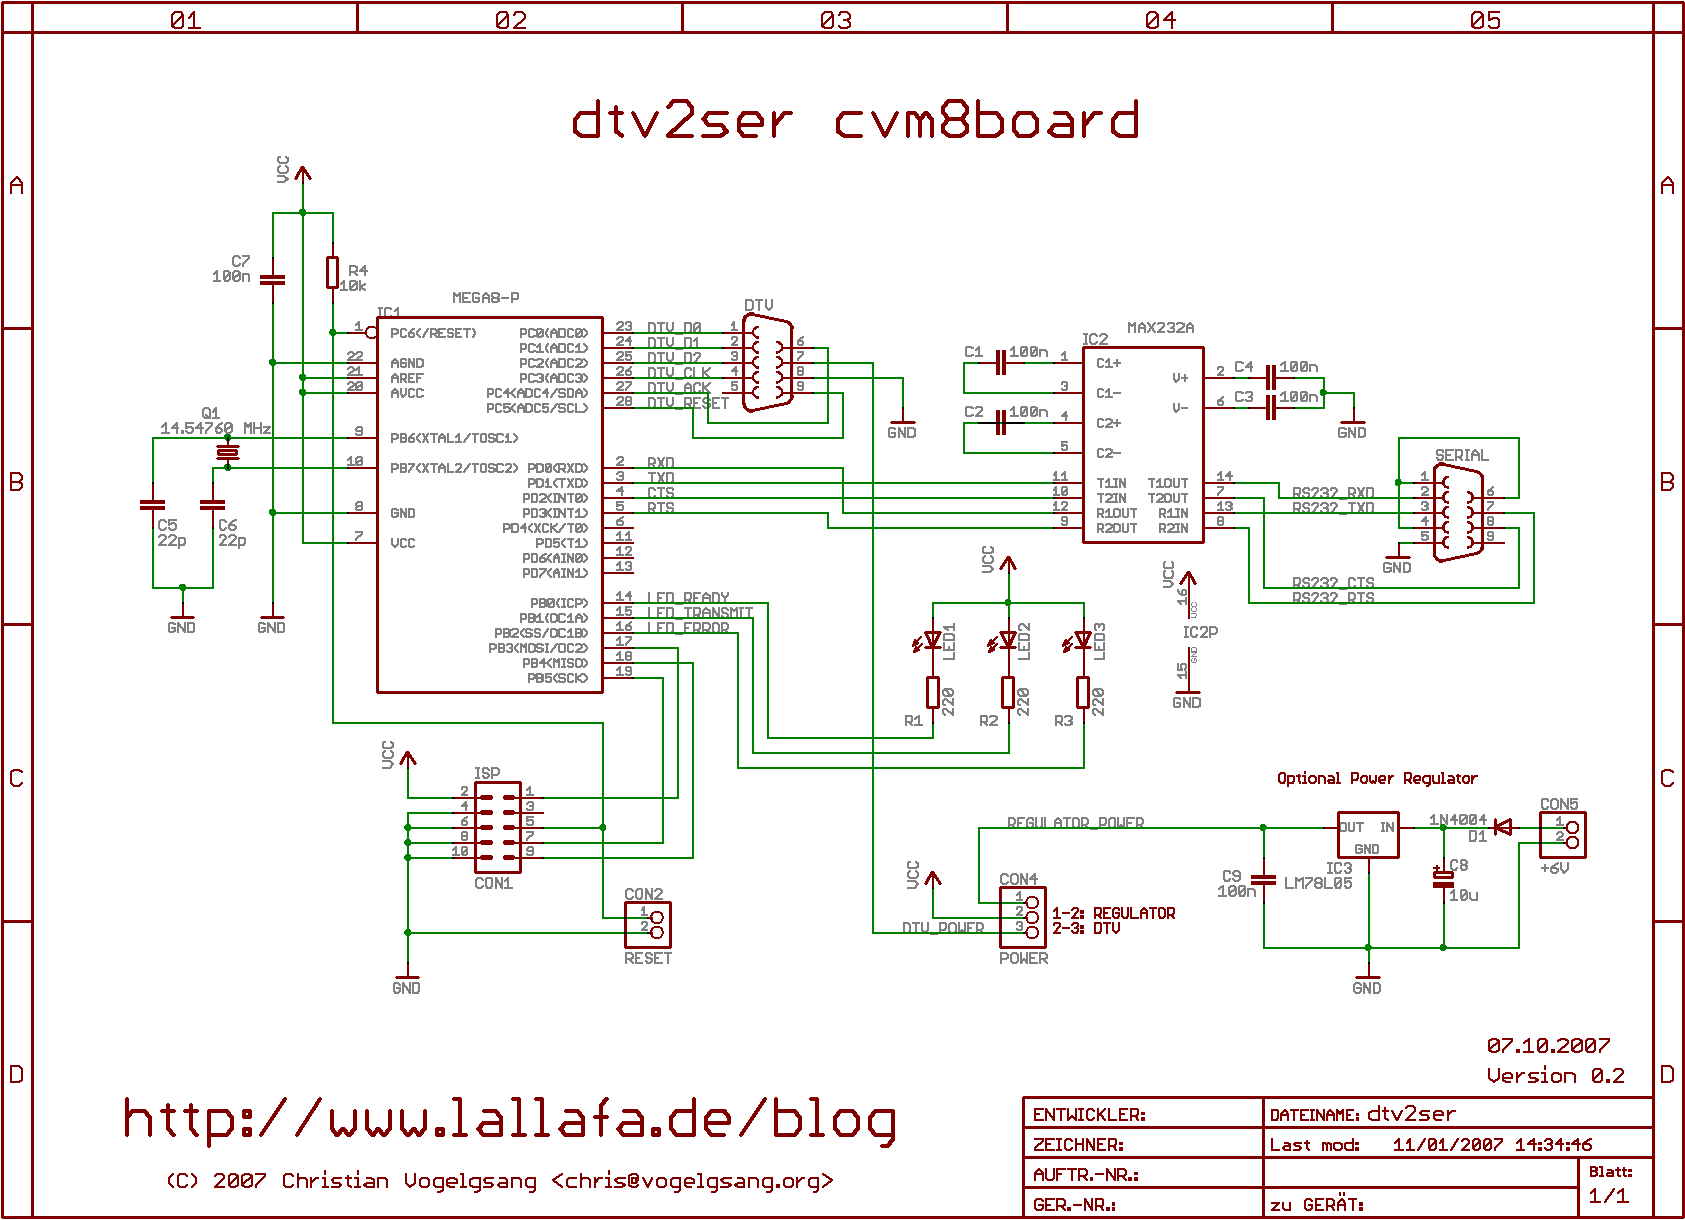 01 02 03 04 05
dtv2ser cvm8board
A A
B B
C C
D D
VCC
C7
100n
R4
10k
MEGA8-P
IC1
1 PC6(/RESET)
22 AGND
21 AREF
20 AVCC
9 PB6(XTAL1/TOSC1)
10 PB7(XTAL2/TOSC2)
8 GND
7 VCC
PC0(ADC0) 23 DTV_D0
PC1(ADC1) 24 DTV_D1
PC2(ADC2) 25 DTV_D2
PC3(ADC3) 26 DTV_CLK
PC4(ADC4/SDA) 27 DTV_ACK
PC5(ADC5/SCL) 28 DTV_RESET
PD0(RXD) 2 RXD
PD1(TXD) 3 TXD
PD2(INT0) 4 CTS
PD3(INT1) 5 RTS
PD4(XCK/T0) 6
PD5(T1) 11
PD6(AIN0) 12
PD7(AIN1) 13
PB0(ICP) 14 LED_READY
PB1(OC1A) 15 LED_TRANSMIT
PB2(SS/OC1B) 16 LED_ERROR
PB3(MOSI/OC2) 17
PB4(MISO) 18
PB5(SCK) 19
Q1
14.54760 MHz
C5
22p
C6
22p
GND
GND
DTV
1
2
3
4
5
6
7
8
9
GND
MAX232A
IC2
C1 100n
C2 100n
1 C1+
3 C1-
4 C2+
5 C2-
11 T1IN
10 T2IN
12 R1OUT
9 R2OUT
V+ 2
V- 6
T1OUT 14
T2OUT 7
R1IN 13
R2IN 8
C4 100n
C3 100n
GND
SERIAL
1
2
3
4
5
6
7
8
9
RS232_RXD
RS232_TXD
GND
RS232_CTS
RS232_RTS
VCC
16
VCC
IC2P
15
GND
GND
VCC
LED1
LED2
LED3
R1 220
R2 220
R3 220
VCC
ISP
2 1
4 3
6 5
8 7
10 9
CON1
GND
CON2
1
2
RESET
REGULATOR_POWER
VCC
DTV_POWER
CON4
1
2
3
POWER
1-2: REGULATOR
2-3: DTV
Optional Power Regulator
OUT IN
GND
IC3
LM78L05
C9
100n
1N4004
D1
C8
10u
+
CON5
1
2
+6V
GND
07.10.2007
Version 0.2
http://www.lallafa.de/blog
(C) 2007 Christian Vogelgsang <chris@vogelgsang.org>
ENTWICKLER: DATEINAME: dtv2ser
ZEICHNER: Last mod: 11/01/2007 14:34:46
AUFTR.-NR.: Blatt:
1/1
GER.-NR.: zu GERÄT: